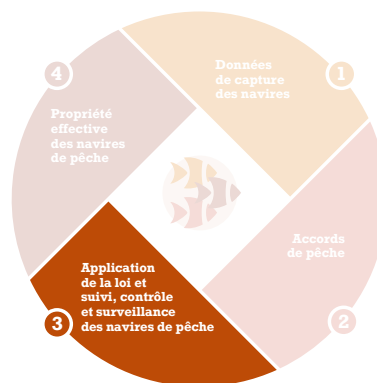 1
Données
de capture
des navires
Accords
de pêche
2
3
Application
de la loi et
suivi, contrôle
et surveillance
des navires de pêche
4
Propriété
effective
des navires
de pêche